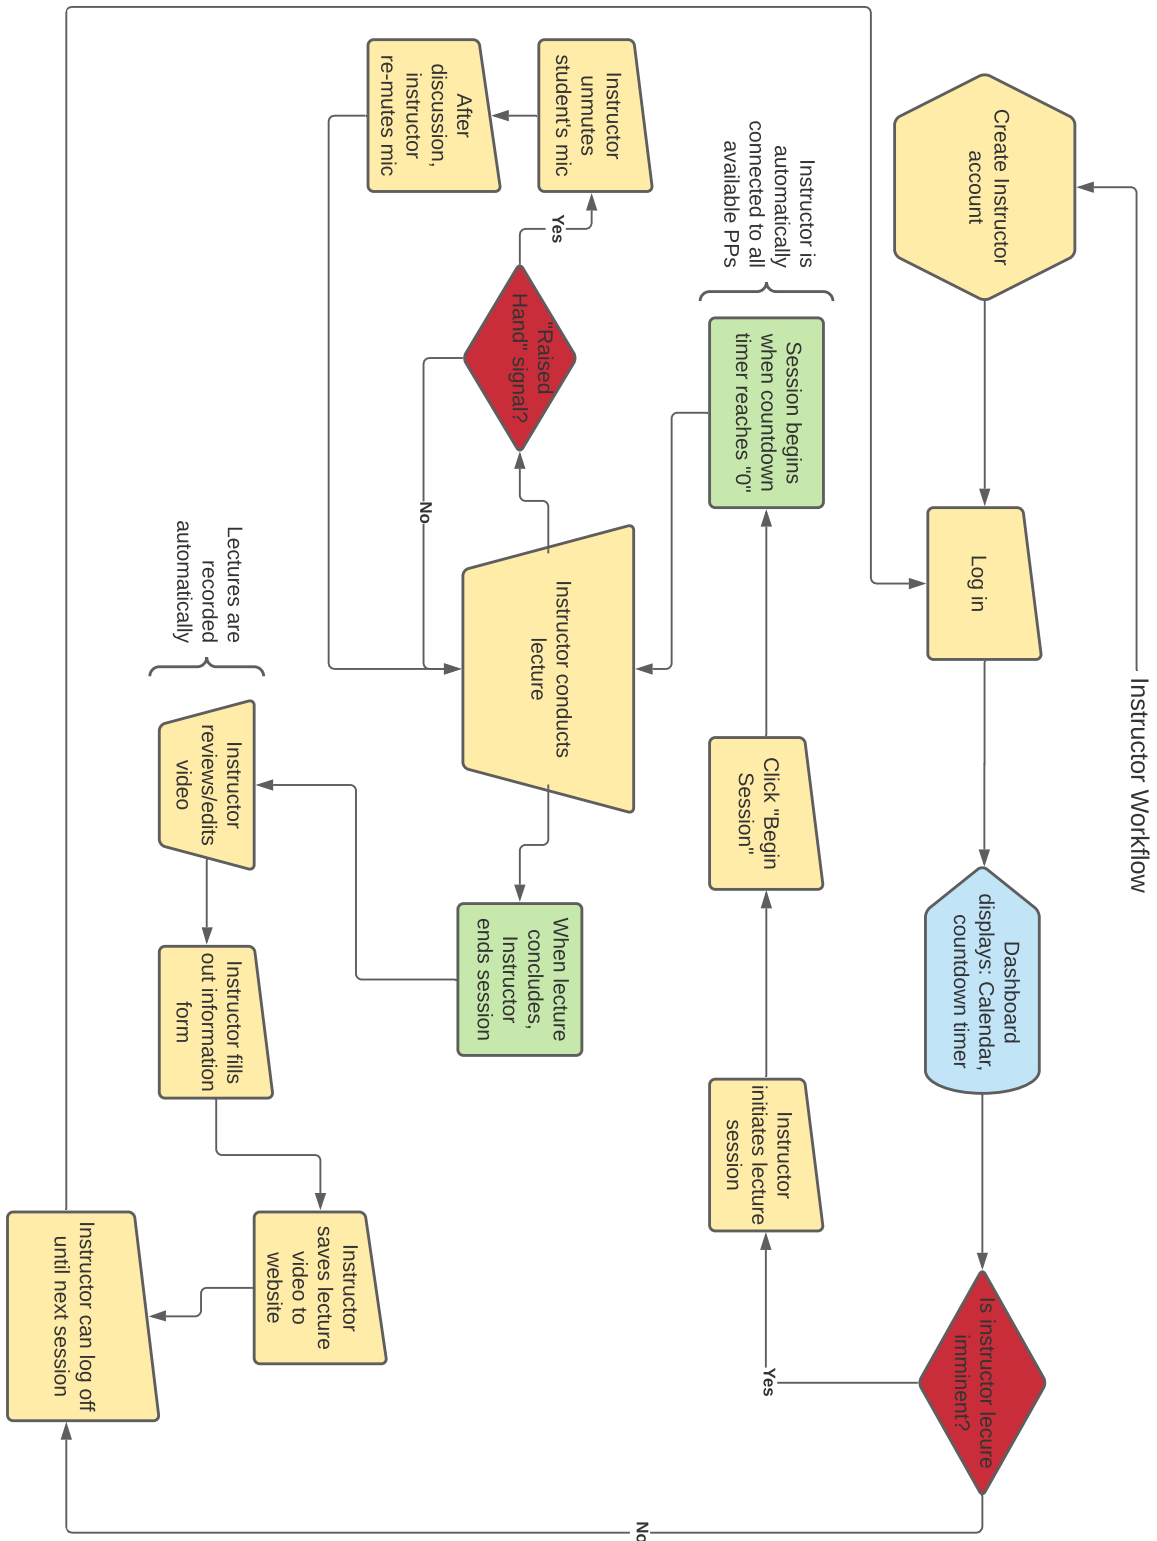 Instructor Workflow
Create Instructor
account
Log in
Dashboard
displays: Calendar,
countdown timer
Is instructor lecure
imminent?
Yes
No
Instructor
initiates lecture
session
Click "Begin
Session"
Session begins
when countdown
timer reaches "0"
Instructor is
automatically
connected to all
available PPs
Instructor conducts
lecture
"Raised
Hand" signal?
Yes
No
Instructor
unmutes
student's mic
After
discussion,
instructor
re-mutes mic
When lecture
concludes,
Instructor
ends session
Lectures are
recorded
automatically
Instructor
reviews/edits
video
Instructor fills
out information
form
Instructor
saves lecture
video to
website
Instructor can log off
until next session